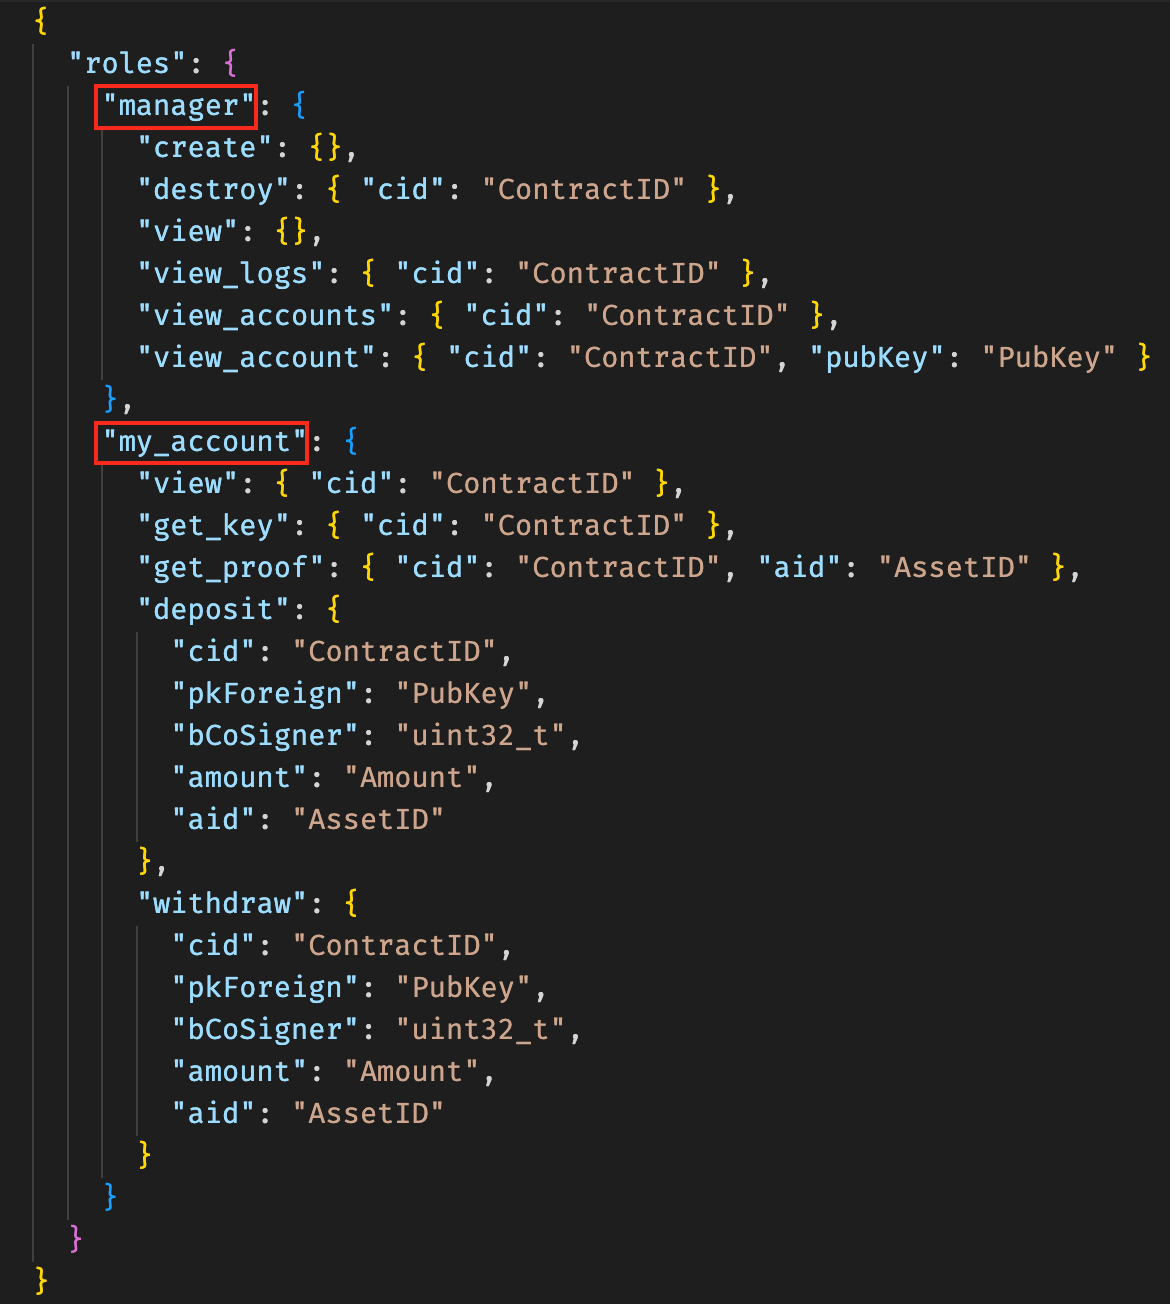 {
"roles": {
"manager": {
"create": {},
"destroy": { "cid": "ContractID" },
"view": {},
"view_logs": { "cid": "ContractID" },
"view_accounts": { "cid": "ContractID" },
"view_account": { "cid": "ContractID", "pubKey": "PubKey" }
},
"my_account": {
"view": { "cid": "ContractID" },
"get_key": { "cid": "ContractID" },
"get_proof": { "cid": "ContractID", "aid": "AssetID" },
"deposit": {
"cid": "ContractID",
"pkForeign": "PubKey",
"bCoSigner": "uint32_t",
"amount": "Amount",
"aid": "AssetID"
},
"withdraw": {
"cid": "ContractID",
"pkForeign": "PubKey",
"bCoSigner": "uint32_t",
"amount": "Amount",
"aid": "AssetID"
}
}
}
}